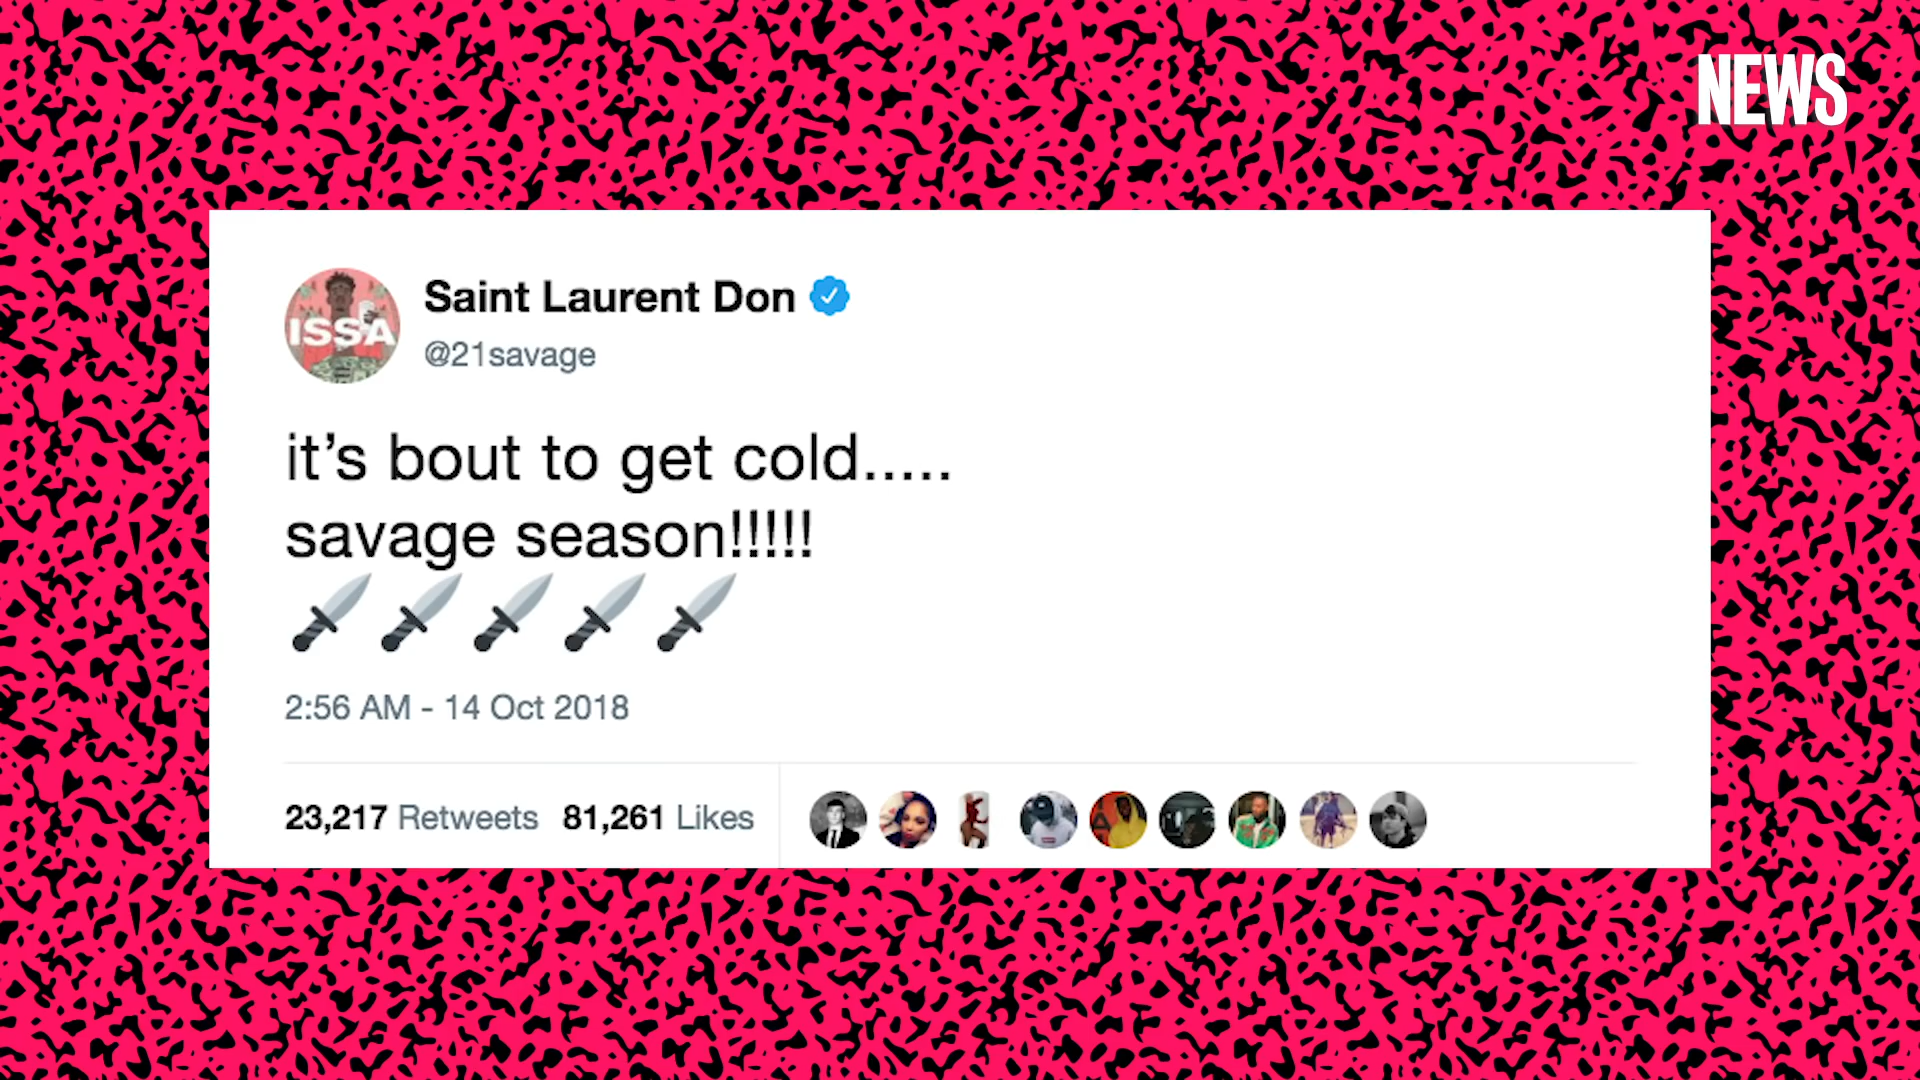 NEWS
ISSA
Saint Laurent Don
@21savage
it’s bout to get cold.....
savage season!!!!!
🗡🗡🗡🗡🗡
2:56 AM - 14 Oct 2018
23,217 Retweets 81,261 Likes